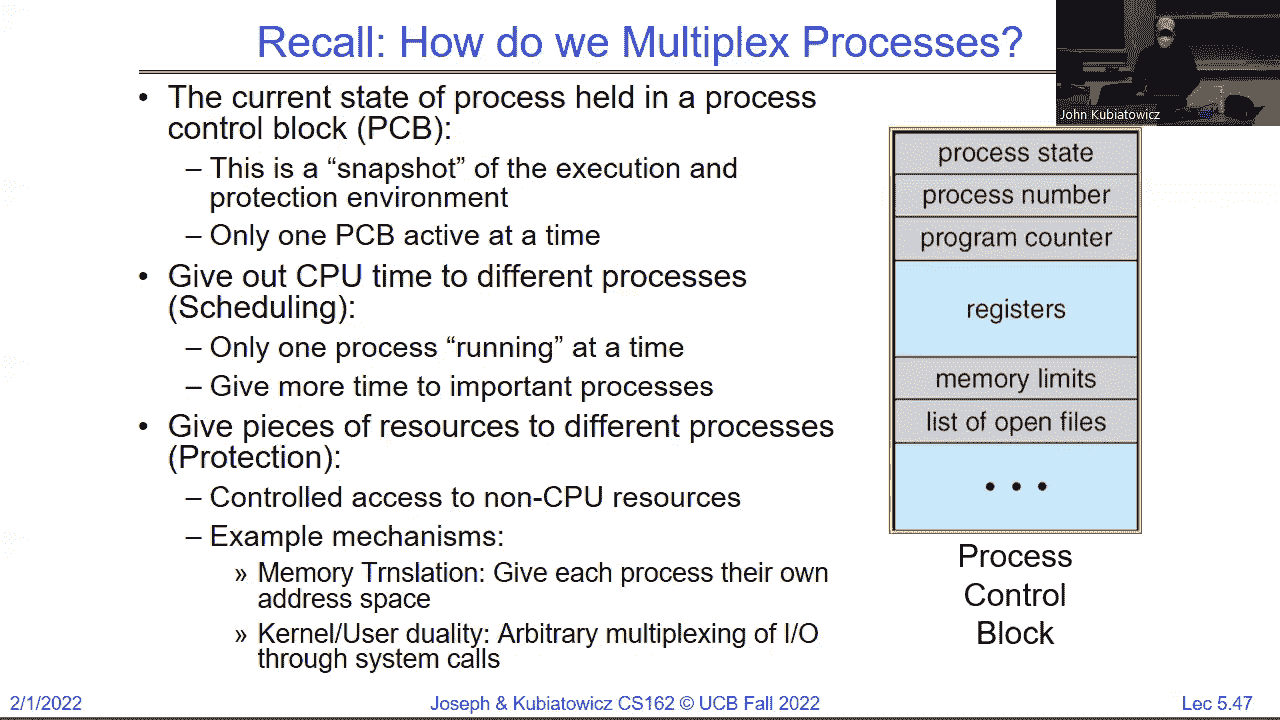 Recall: How do we Multiplex Processes?
John Kubiatowicz
• The current state of process held in a process
control block (PCB):
– This is a “snapshot” of the execution and
protection environment
– Only one PCB active at a time
• Give out CPU time to different processes
(Scheduling):
– Only one process “running” at a time
– Give more time to important processes
• Give pieces of resources to different processes
(Protection):
– Controlled access to non-CPU resources
– Example mechanisms:
» Memory Trnslation: Give each process their own
address space
» Kernel/User duality: Arbitrary multiplexing of I/O
through system calls
process state
process number
program counter
registers
memory limits
list of open files
• • •
Process
Control
Block
2/1/2022
Joseph & Kubiatowicz CS162 © UCB Fall 2022
Lec 5.47